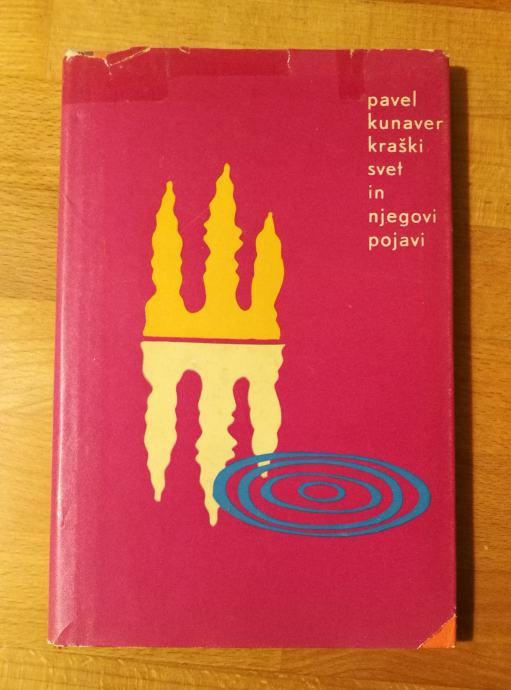 pavel
kunaver
kraški
svet
in
njegovi
pojavi